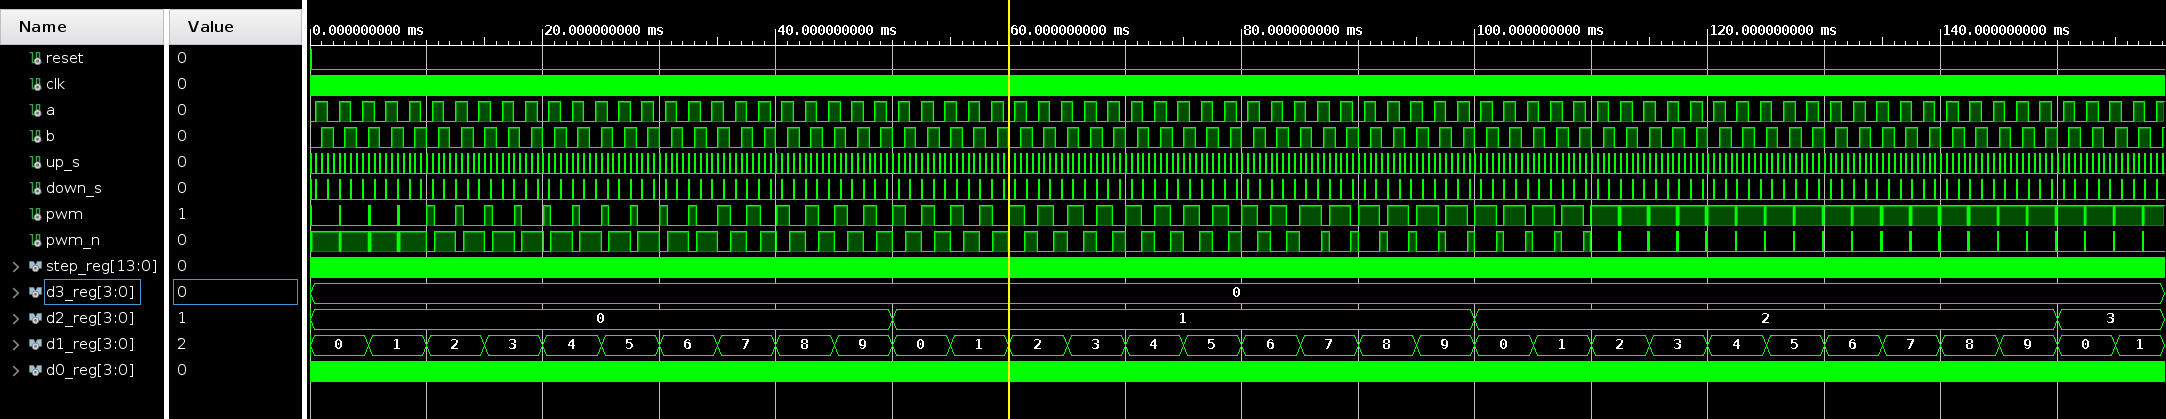 Name Value
0.000000000 ms 20.000000000 ms 40.000000000 ms 60.000000000 ms 80.000000000 ms 100.000000000 ms 120.000000000 ms 140.000000000 ms
reset 0
clk 0
a 0
b 0
up_s 0
down_s 0
pwm 1
pwm_n 0
step_reg[13:0] 0
d3_reg[3:0] 0 0
d2_reg[3:0] 1 0 1 2 3
d1_reg[3:0] 2 0 1 2 3 4 5 6 7 8 9 0 1 2 3 4 5 6 7 8 9 0 1 2 3 4 5 6 7 8 9 0 1
d0_reg[3:0] 0